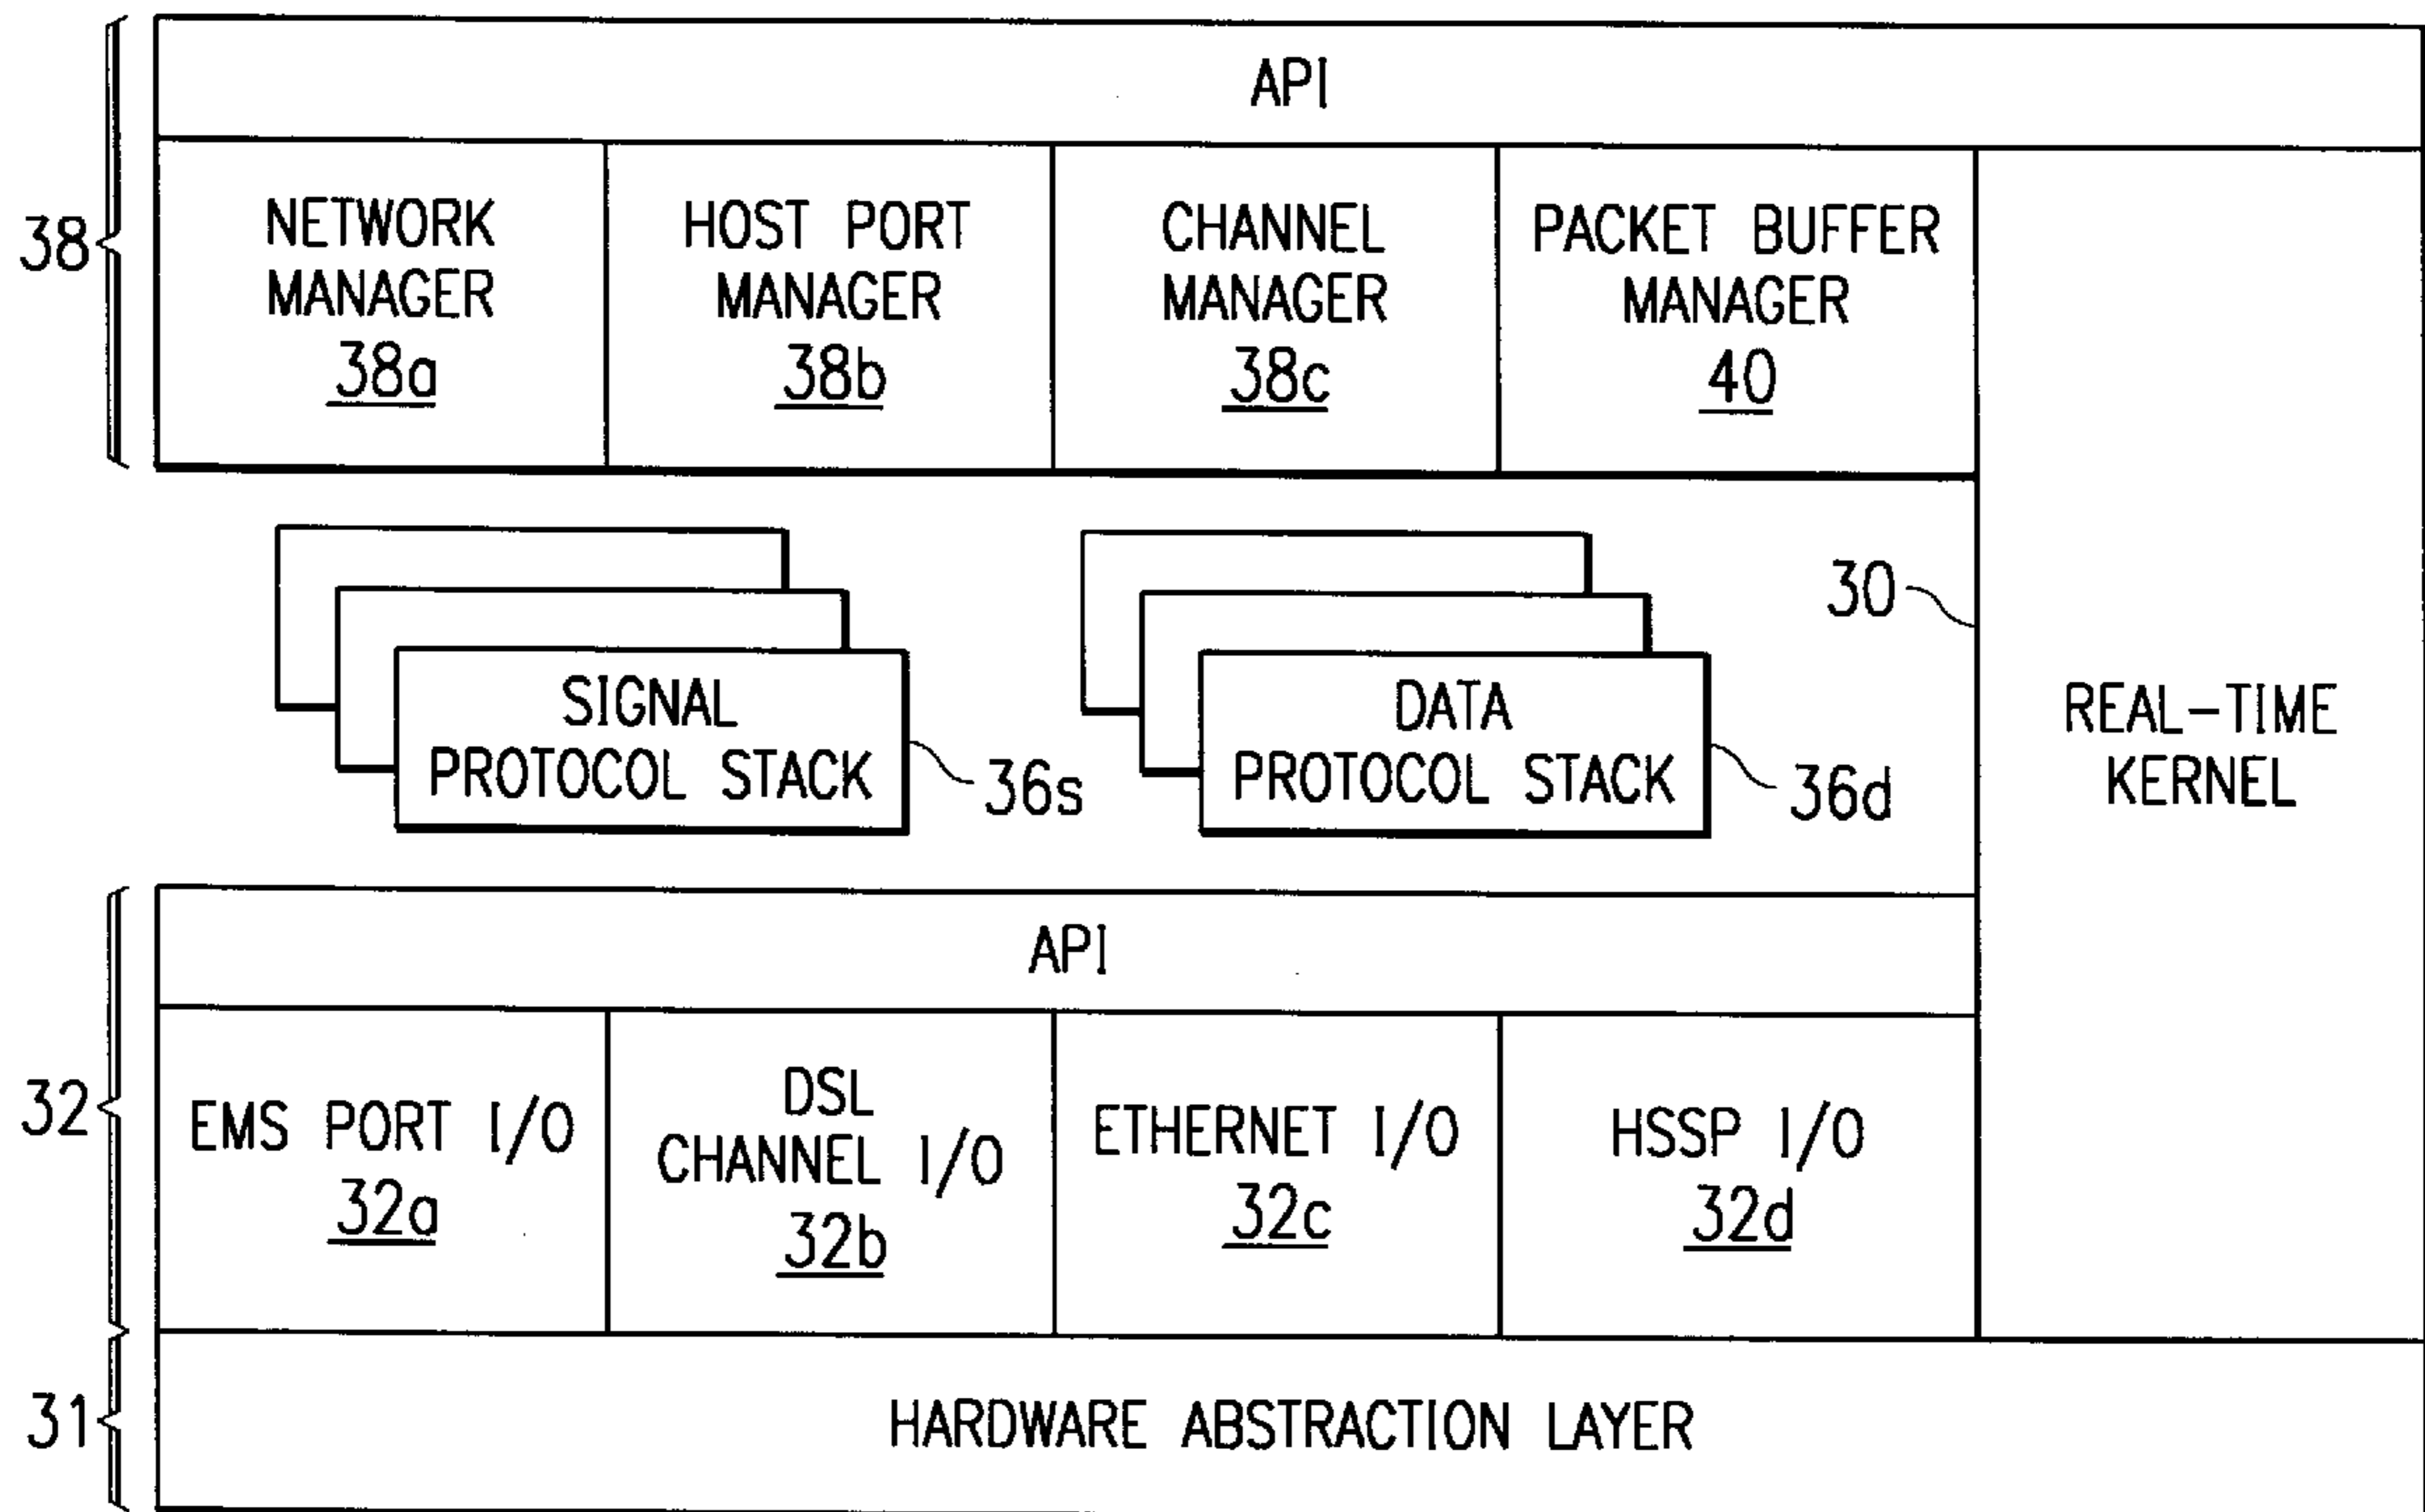 API
38
NETWORK
MANAGER
38a
HOST PORT
MANAGER
38b
CHANNEL
MANAGER
38c
PACKET BUFFER
MANAGER
40
30
REAL-TIME
KERNEL
SIGNAL
PROTOCOL STACK
36s
DATA
PROTOCOL STACK
36d
API
32
EMS PORT I/O
32a
DSL
CHANNEL I/O
32b
ETHERNET I/O
32c
HSSP I/O
32d
31
HARDWARE ABSTRACTION LAYER